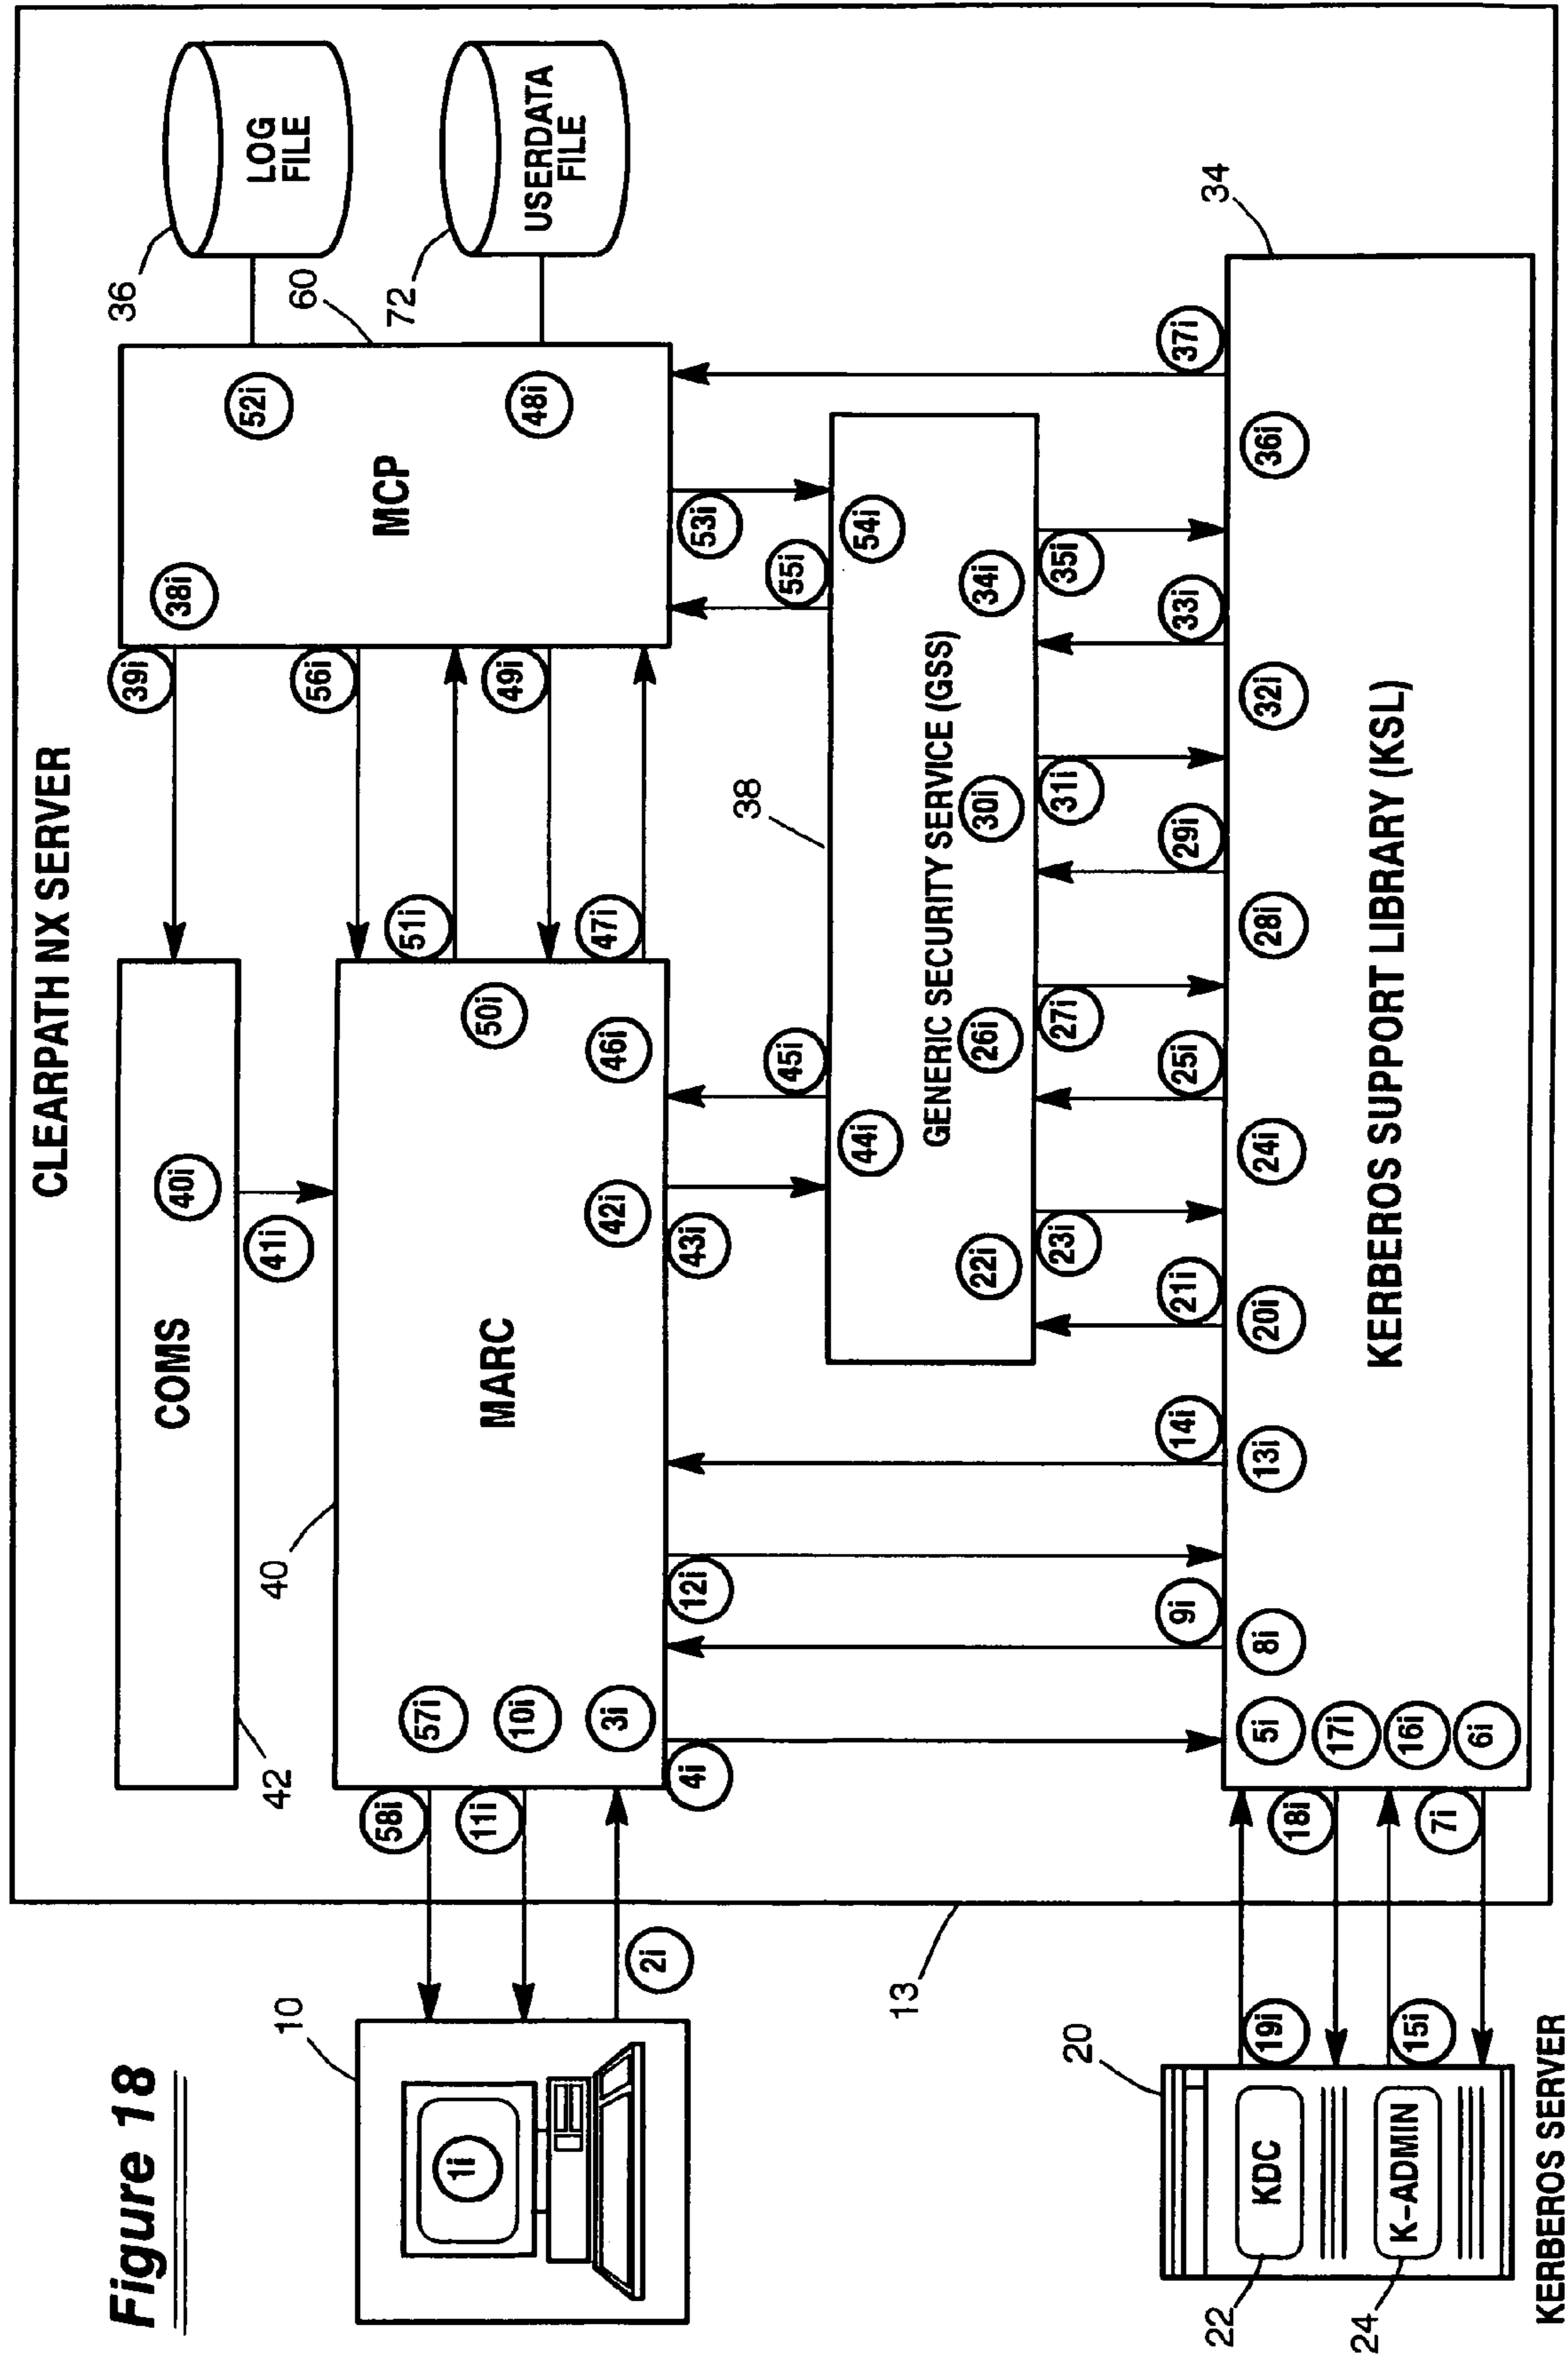 Figure 18
CLEARPATH NX SERVER
10
1i
2i
58i
11i
42
COMS
40i
41i
39i
40
MARC
57i
10i
3i
4i
50i
46i
42i
43i
51i
47i
56i
49i
12i
45i
MCP
38i
52i
48i
60
36
LOG
FILE
72
USERDATA
FILE
53i
55i
38
GENERIC SECURITY SERVICE (GSS)
44i
54i
22i
26i
30i
34i
23i
27i
31i
35i
9i
14i
21i
25i
29i
33i
37i
34
KERBEROS SUPPORT LIBRARY (KSL)
5i
17i
16i
6i
8i
13i
20i
24i
28i
32i
36i
18i
7i
19i
15i
13
20
KDC
22
K-ADMIN
24
KERBEROS SERVER